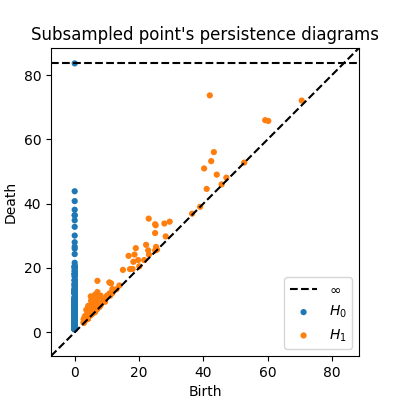 Subsampled point's persistence diagrams
Death
80
60
40
20
0
0 20 40 60 80
Birth
∞
H₀
H₁